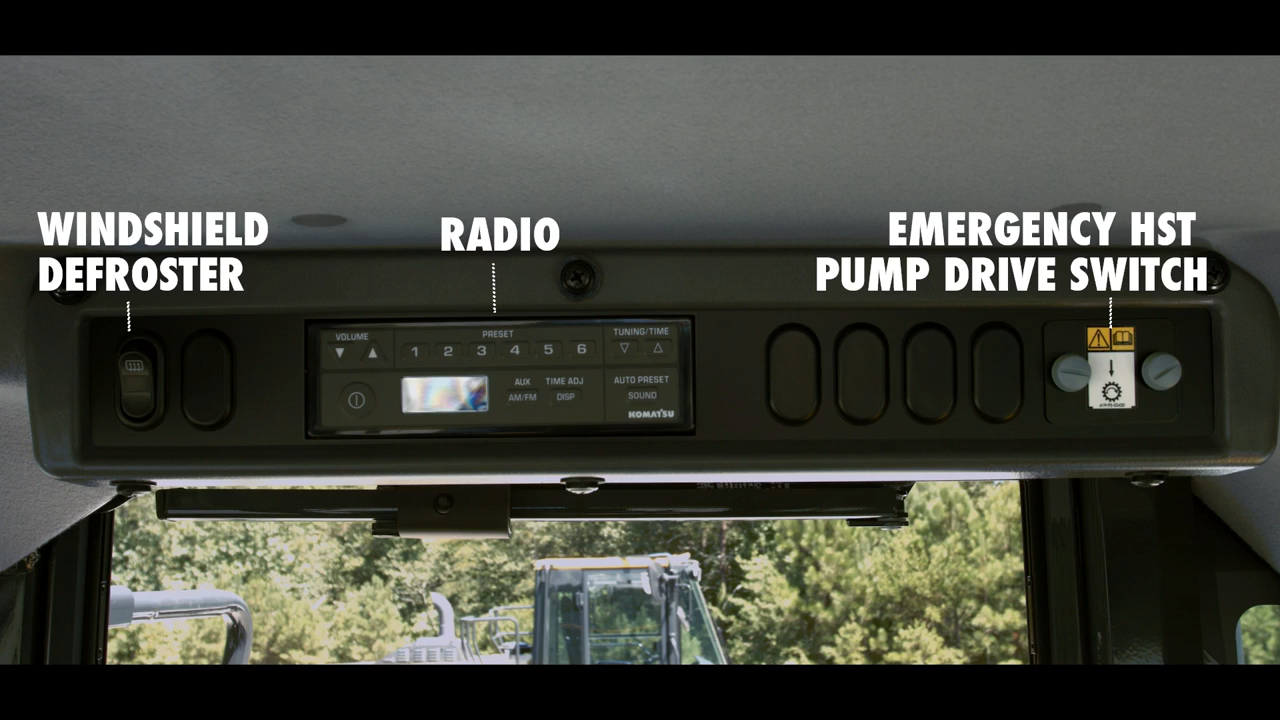 WINDSHIELD
DEFROSTER
RADIO
EMERGENCY HST
PUMP DRIVE SWITCH
VOLUME
PRESET
TUNING/TIME
1 2 3 4 5 6
AUX
TIME ADJ
AUTO PRESET
AM/FM
DISP
SOUND
KOMATSU